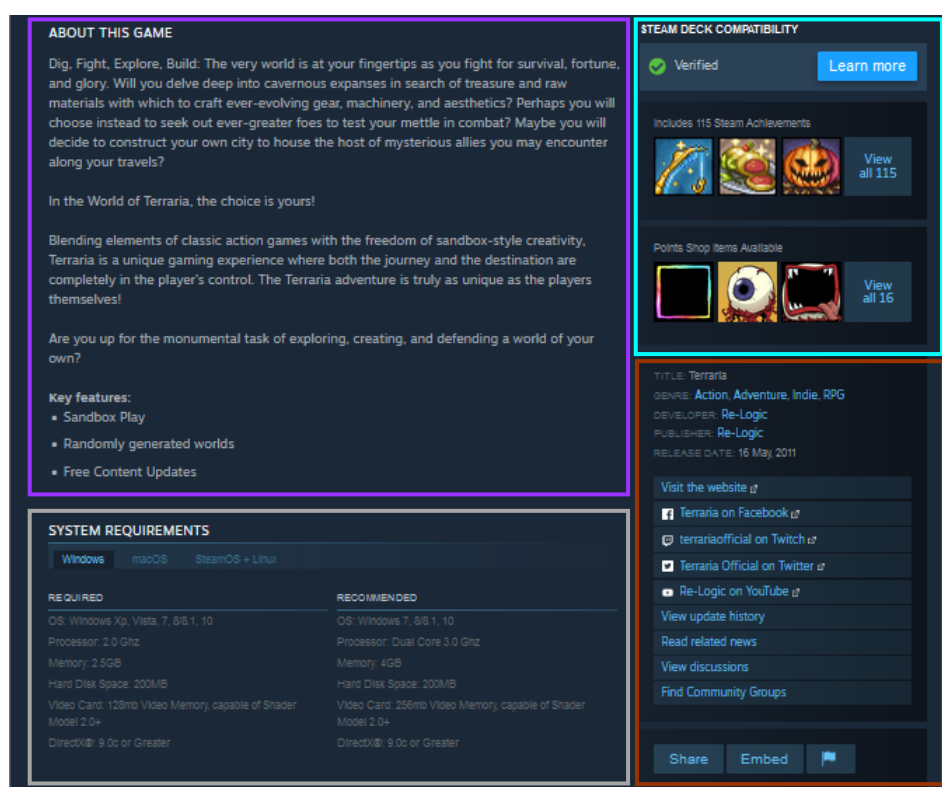 ABOUT THIS GAME
Dig, Fight, Explore, Build: The very world is at your fingertips as you fight for survival, fortune,
and glory. Will you delve deep into cavernous expanses in search of treasure and raw
materials with which to craft ever-evolving gear, machinery, and aesthetics? Perhaps you will
choose instead to seek out ever-greater foes to test your mettle in combat? Maybe you will
decide to construct your own city to house the host of mysterious allies you may encounter
along your travels?
In the World of Terraria, the choice is yours!
Blending elements of classic action games with the freedom of sandbox-style creativity,
Terraria is a unique gaming experience where both the journey and the destination are
completely in the player's control. The Terraria adventure is truly as unique as the players
themselves!
Are you up for the monumental task of exploring, creating, and defending a world of your
own?
Key features:
▪ Sandbox Play
▪ Randomly generated worlds
▪ Free Content Updates
SYSTEM REQUIREMENTS
Windows macOS SteamOS + Linux
REQUIRED
OS: Windows Xp, Vista, 7, 8/8.1, 10
Processor: 2.0 Ghz
Memory: 2.5GB
Hard Disk Space: 200MB
Video Card: 128mb Video Memory, capable of Shader
Model 2.0+
DirectX®: 9.0c or Greater
RECOMMENDED
OS: Windows 7, 8/8.1, 10
Processor: Dual Core 3.0 Ghz
Memory: 4GB
Hard Disk Space: 200MB
Video Card: 256mb Video Memory, capable of Shader
Model 2.0+
DirectX®: 9.0c or Greater
STEAM DECK COMPATIBILITY
Verified Learn more
Includes 115 Steam Achievements
View
all 115
Points Shop Items Available
View
all 16
TITLE: Terraria
GENRE: Action, Adventure, Indie, RPG
DEVELOPER: Re-Logic
PUBLISHER: Re-Logic
RELEASE DATE: 16 May, 2011
Visit the website
Terraria on Facebook
terrariaofficial on Twitch
Terraria Official on Twitter
Re-Logic on YouTube
View update history
Read related news
View discussions
Find Community Groups
Share Embed